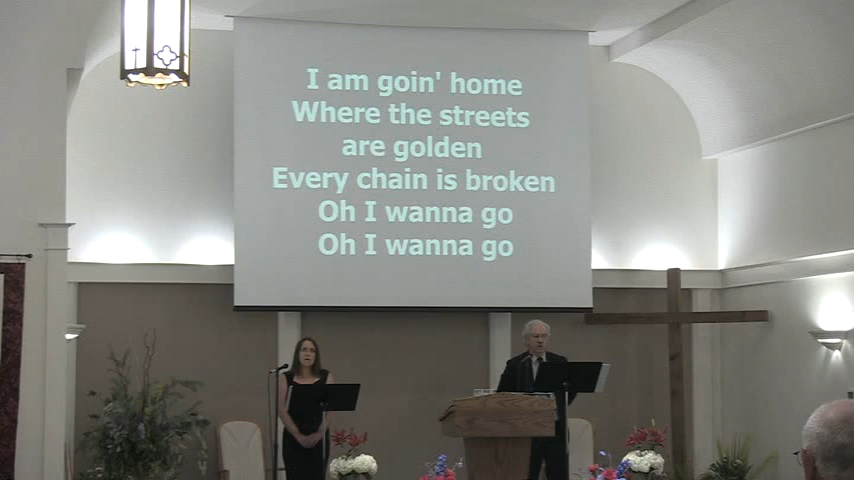 I am goin' home
Where the streets
are golden
Every chain is broken
Oh I wanna go
Oh I wanna go